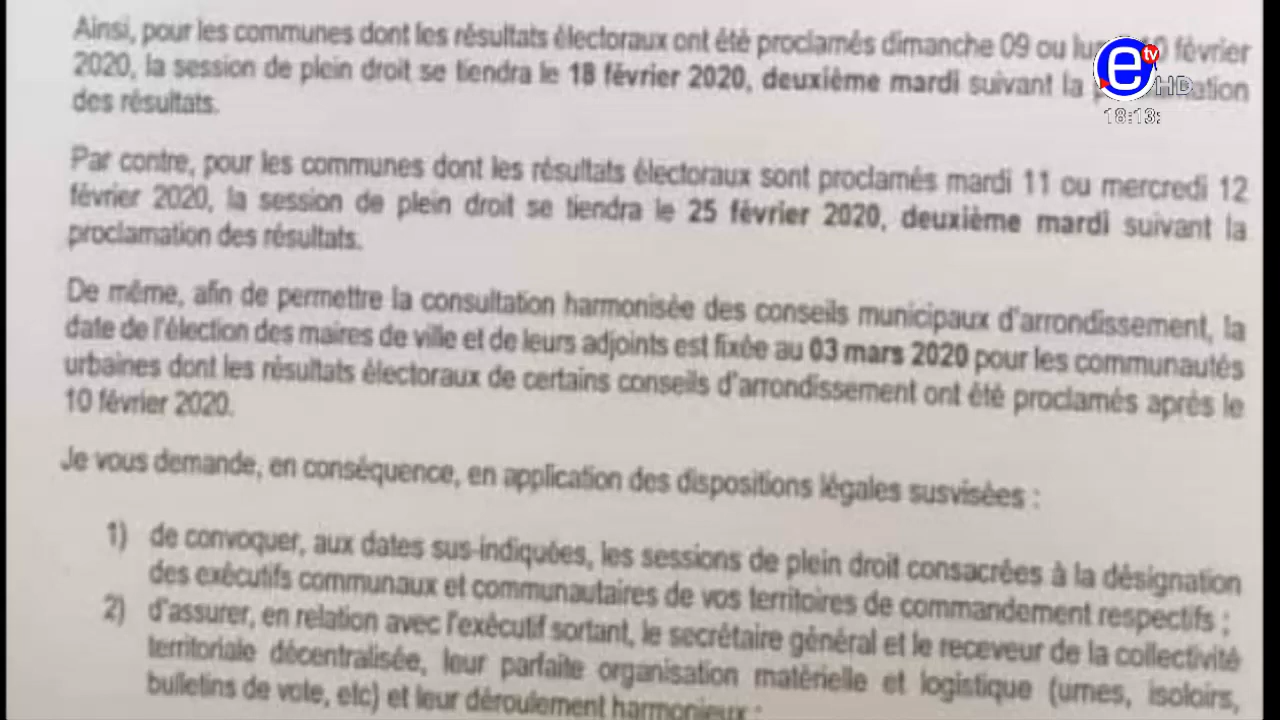 Ainsi, pour les communes dont les résultats électoraux ont été proclamés dimanche 09 ou février
2020, la session de plein droit se tiendra le 18 février 2020, deuxième mardi suivant la
des résultats.
Par contre, pour les communes dont les résultats électoraux sont proclamés mardi 11 ou mercredi 12
février 2020, la session de plein droit se tiendra le 25 février 2020, deuxième mardi suivant la
proclamation des résultats.
De même, afin de permettre la consultation harmonisée des conseils municipaux d'arrondissement, la
date de l'élection des maires de ville et de leurs adjoints est fixée au 03 mars 2020 pour les communautés
urbaines dont les résultats électoraux de certains conseils d'arrondissement ont été proclamés après le
10 février 2020.
Je vous demande, en conséquence, en application des dispositions légales susvisées :
1) de convoquer, aux dates sus-indiquées, les sessions de plein droit consacrées à la désignation
des exécutifs communaux et communautaires de vos territoires de commandement respectifs ;
2) d'assurer, en relation avec l'exécutif sortant, le secrétaire général et le receveur de la collectivité
territoriale décentralisée, leur parfaite organisation matérielle et logistique (urnes, isoloirs,
bulletins de vote, etc) et leur déroulement harmonieux ;
e tv
HD
18:13: